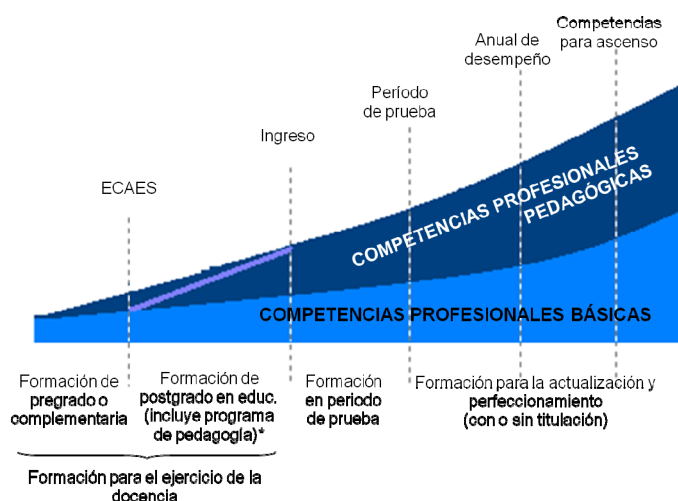 Competencias
para ascenso
Anual de
desempeño
Período
de prueba
Ingreso
ECAES
COMPETENCIAS PROFESIONALES
PEDAGÓGICAS
COMPETENCIAS PROFESIONALES BÁSICAS
Formación de
pregrado o
complementaria
Formación de
postgrado en educ.
(incluye programa
de pedagogía)*
Formación
en periodo
de prueba
Formación para la actualización y
perfeccionamiento
(con o sin titulación)
Formación para el ejercicio de la
docencia